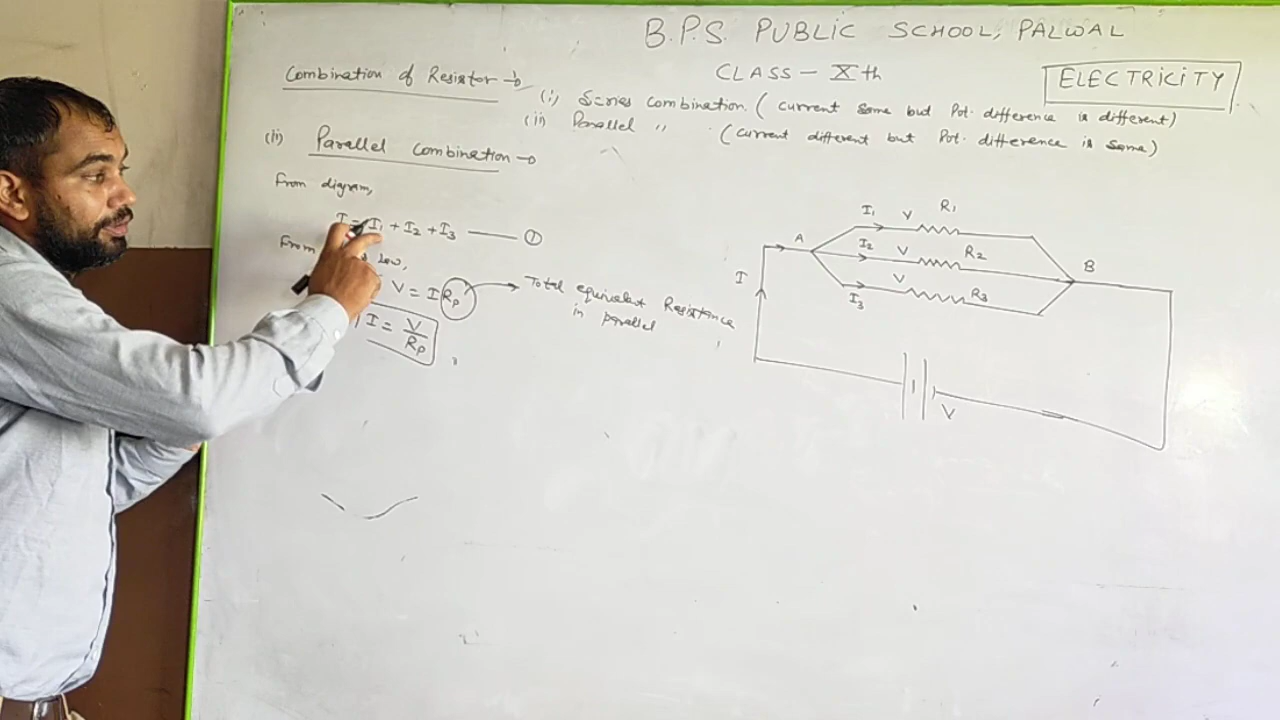 B.P.S. PUBLIC SCHOOL, PALWAL
CLASS - Xth
ELECTRICITY
Combination of Resistor →
(i) Series Combination. (current same but Pot. difference is different)
(ii) Parallel " (current different but Pot. difference is same)
(ii) Parallel combination →
From digram,
I = I₁ + I₂ + I₃ —— ①
From law,
V = I Rp → Total equivalent Resistance
in parallel
I = V/Rp
I₁ V R₁
A I₂ V R₂
B
I V
I₃ R₃
V